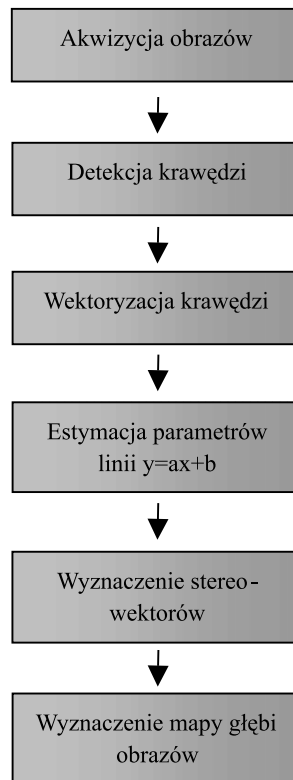 Akwizycja obrazów
Detekcja krawędzi
Wektoryzacja krawędzi
Estymacja parametrów
linii y=ax+b
Wyznaczenie stereo-
wektorów
Wyznaczenie mapy głębi
obrazów